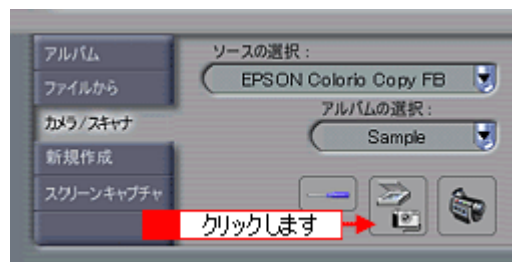 アルバム
ファイルから
カメラ/スキャナ
新規作成
スクリーンキャプチャ
ソースの選択：
EPSON Colorio Copy FB
アルバムの選択：
Sample
クリックします